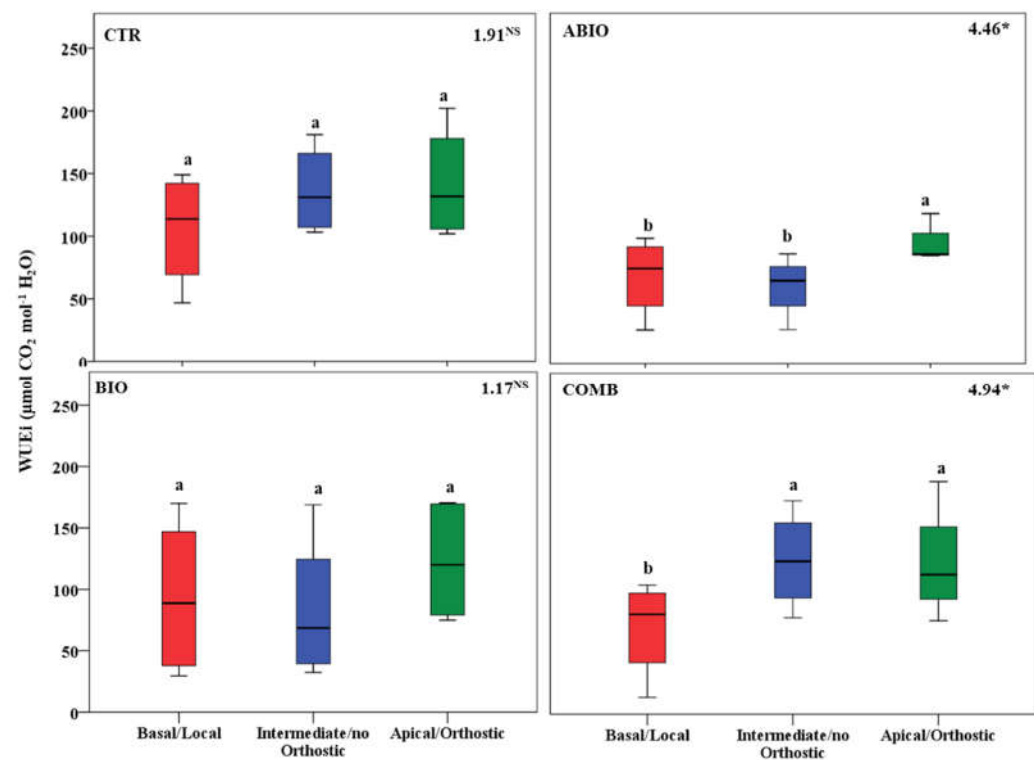 CTR
1.91ᴺˢ
250
200
150
100
50
0
a
a
a
ABIO
4.46*
b
b
a
WUEi (µmol CO₂ mol⁻¹ H₂O)
BIO
1.17ᴺˢ
250
200
150
100
50
0
a
a
a
COMB
4.94*
b
a
a
Basal/Local
Intermediate/no
Orthostic
Apical/Orthostic
Basal/Local
Intermediate/no
Orthostic
Apical/Orthostic